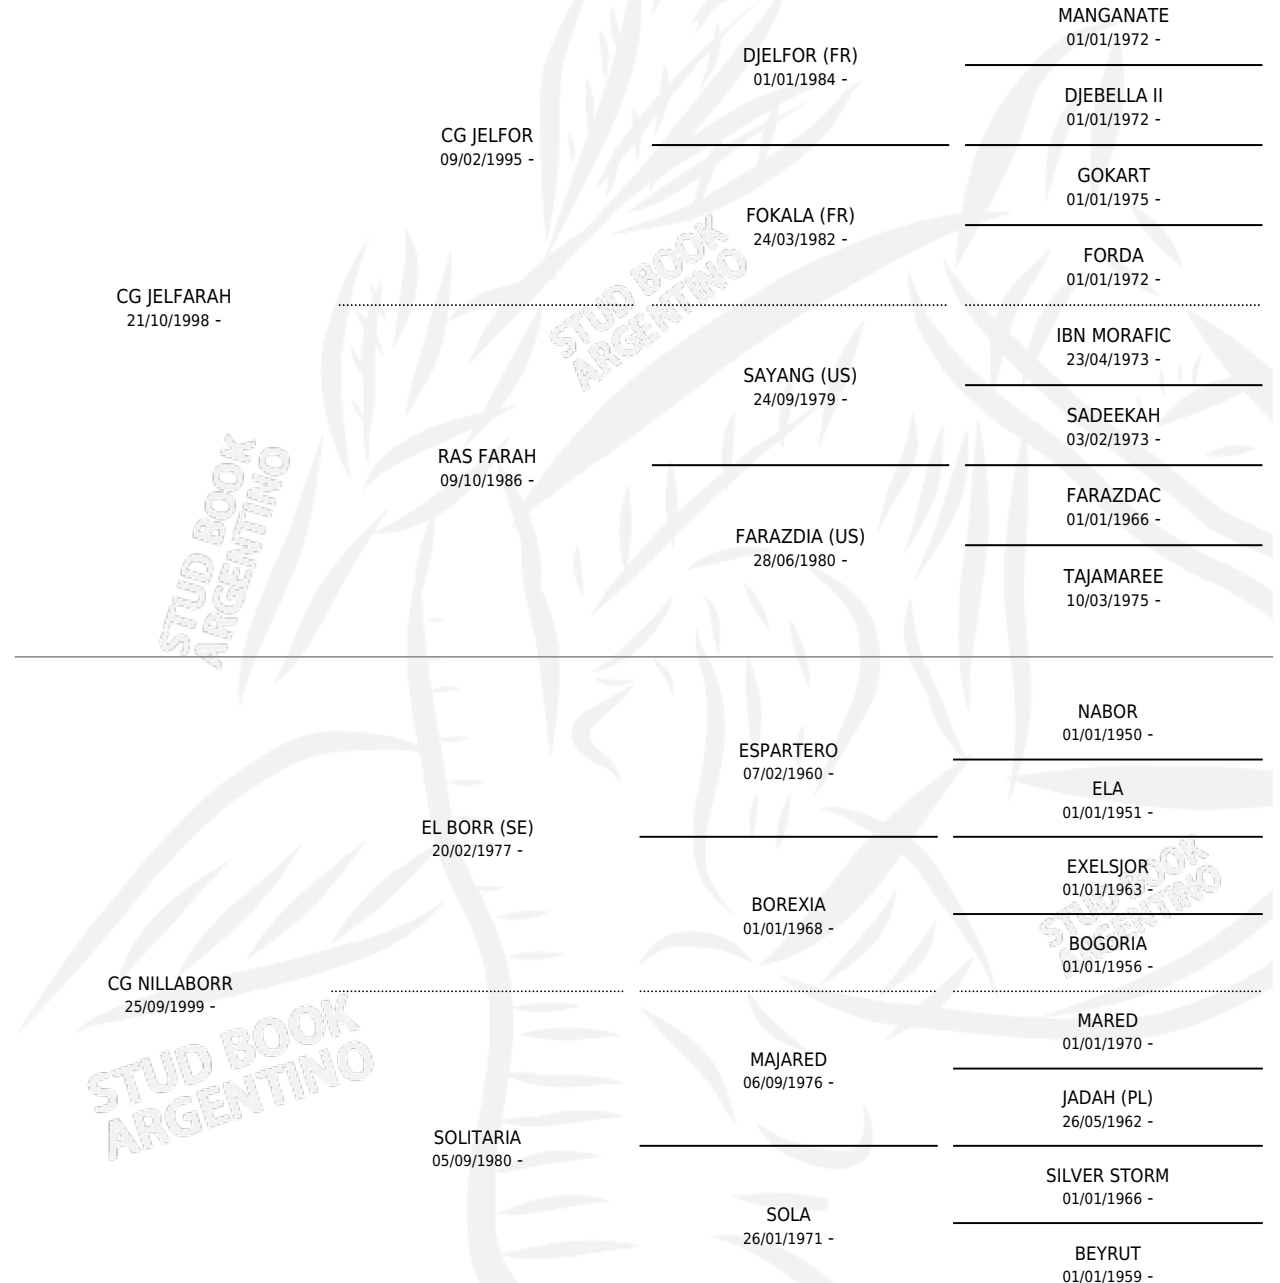 MANGANATE
01/01/1972 -
DJELFOR (FR)
01/01/1984 -
DJEBELLA II
01/01/1972 -
CG JELFOR
09/02/1995 -
GOKART
01/01/1975 -
FOKALA (FR)
24/03/1982 -
FORDA
01/01/1972 -
CG JELFARAH
21/10/1998 -
IBN MORAFIC
23/04/1973 -
SAYANG (US)
24/09/1979 -
SADEEKAH
03/02/1973 -
RAS FARAH
09/10/1986 -
FARAZDAC
01/01/1966 -
FARAZDIA (US)
28/06/1980 -
TAJAMAREE
10/03/1975 -
STUD BOOK
ARGENTINO
STUD BOOK
ARGENTINO
NABOR
01/01/1950 -
ESPARTERO
07/02/1960 -
ELA
01/01/1951 -
EL BORR (SE)
20/02/1977 -
EXELSJOR
01/01/1963 -
BOREXIA
01/01/1968 -
BOGORIA
01/01/1956 -
CG NILLABORR
25/09/1999 -
MARED
01/01/1970 -
MAJARED
06/09/1976 -
JADAH (PL)
26/05/1962 -
SOLITARIA
05/09/1980 -
SILVER STORM
01/01/1966 -
SOLA
26/01/1971 -
BEYRUT
01/01/1959 -
STUD BOOK
ARGENTINO
STUD BOOK
ARGENTINO